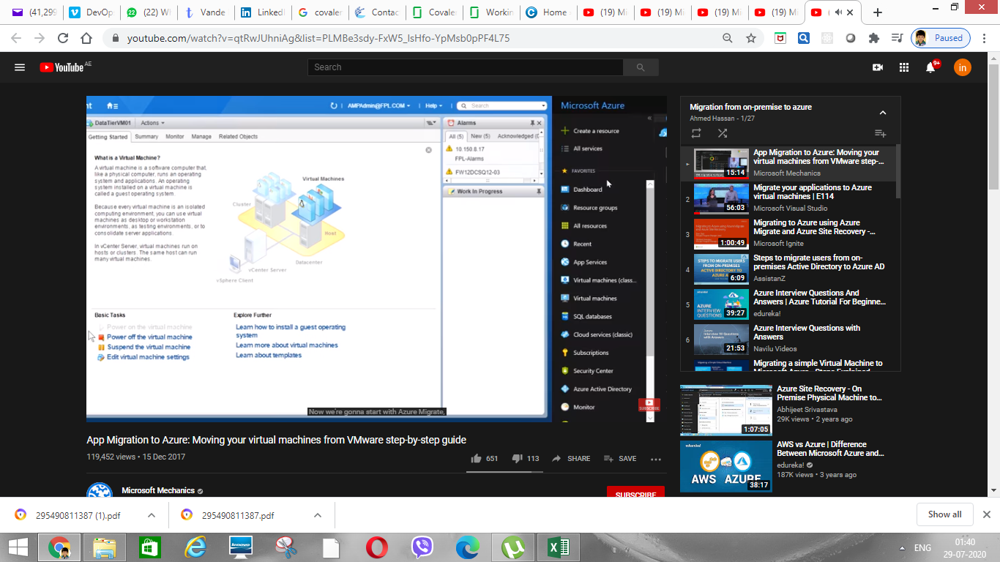 (41,299
DevOp
(22) W
Vande
LinkedI
covaler
Contac
Covale
Workin
Home
(19) Mi
(19) Mi
(19) Mi
(19) Mi
youtube.com/watch?v=qtRwJUhniAg&list=PLMBe3sdy-FxW5_IsHfo-YpMsb0pPF4L75
Paused
YouTube AE
Search
9+
in
nt
AMPAdmin@FPL.COM
Help
Search
DataTierVM01
Actions
Getting Started
Summary
Monitor
Manage
Related Objects
What is a Virtual Machine?
A virtual machine is a software computer that,
like a physical computer, runs an operating
system and applications. An operating
system installed on a virtual machine is
called a guest operating system.
Because every virtual machine is an isolated
computing environment, you can use virtual
machines as desktop or workstation
environments, as testing environments, or to
consolidate server applications.
In vCenter Server, virtual machines run on
hosts or clusters. The same host can run
many virtual machines.
Virtual Machines
Cluster
Host
Datacenter
vCenter Server
vSphere Client
Basic Tasks
Power on the virtual machine
Power off the virtual machine
Suspend the virtual machine
Edit virtual machine settings
Explore Further
Learn how to install a guest operating
system
Learn more about virtual machines
Learn about templates
Alarms
All (5)
New (5)
Acknowledged (0
10.150.8.17
FPL-Alarms
FW12DCSQ12-03
Work In Progress
Microsoft Azure
Create a resource
All services
FAVORITES
Dashboard
Resource groups
All resources
Recent
App Services
Virtual machines (class...
Virtual machines
SQL databases
Cloud services (classic)
Subscriptions
Security Center
Azure Active Directory
Monitor
SUBSCRIBE
Now we're gonna start with Azure Migrate,
App Migration to Azure: Moving your virtual machines from VMware step-by-step guide
119,452 views • 15 Dec 2017
651
113
SHARE
SAVE
Microsoft Mechanics
SUBSCRIBE
Migration from on-premise to azure
Ahmed Hassan - 1/27
15:14
App Migration to Azure: Moving your
virtual machines from VMware step-...
Microsoft Mechanics
2
56:03
Migrate your applications to Azure
virtual machines | E114
Microsoft Visual Studio
3
1:00:49
Migrating to Azure using Azure
Migrate and Azure Site Recovery -...
Microsoft Ignite
4
STEPS TO MIGRATE USERS
FROM ON-PREMISES
ACTIVE DIRECTORY
6:09
Steps to migrate users from on-
premises Active Directory to Azure AD
AssistanZ
5
edureka!
AZURE
INTERVIEW
QUESTIONS
39:27
Azure Interview Questions And
Answers | Azure Tutorial For Beginne...
edureka!
6
21:53
Azure Interview Questions with
Answers
Navilu Videos
Migrating a simple Virtual Machine to
Microsoft Azure - Steps Explained
1:07:05
Azure Site Recovery - On
Premise Physical Machine to...
Abhijeet Srivastava
29K views • 2 years ago
edureka!
AWS vs AZURE
38:17
AWS vs Azure | Difference
Between Microsoft Azure and...
edureka!
187K views • 3 years ago
295490811387 (1).pdf
295490811387.pdf
Show all
lenovo
ENG
01:40
29-07-2020